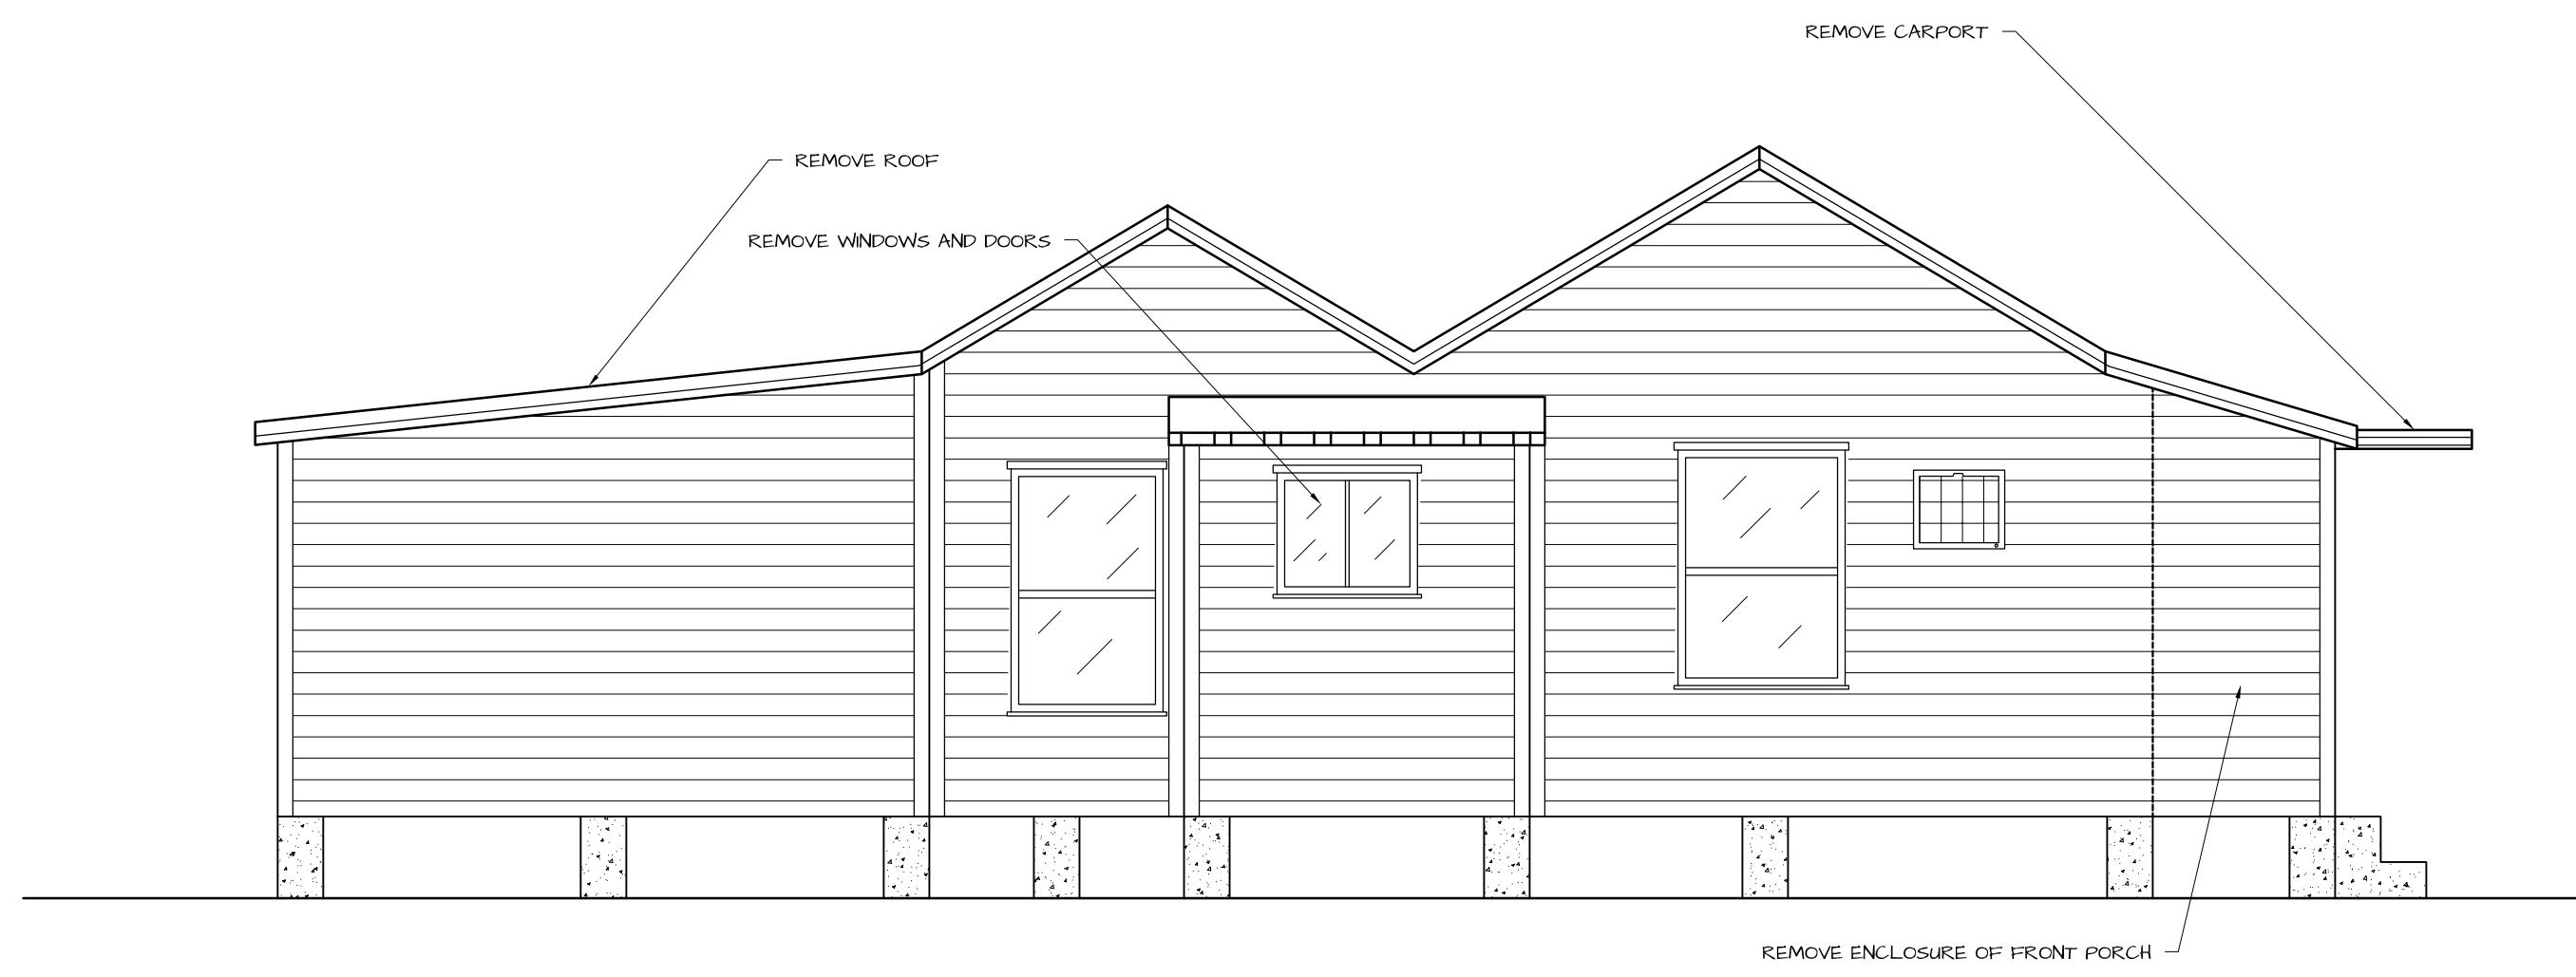 REMOVE CARPORT
REMOVE ROOF
REMOVE WINDOWS AND DOORS
REMOVE ENCLOSURE OF FRONT PORCH